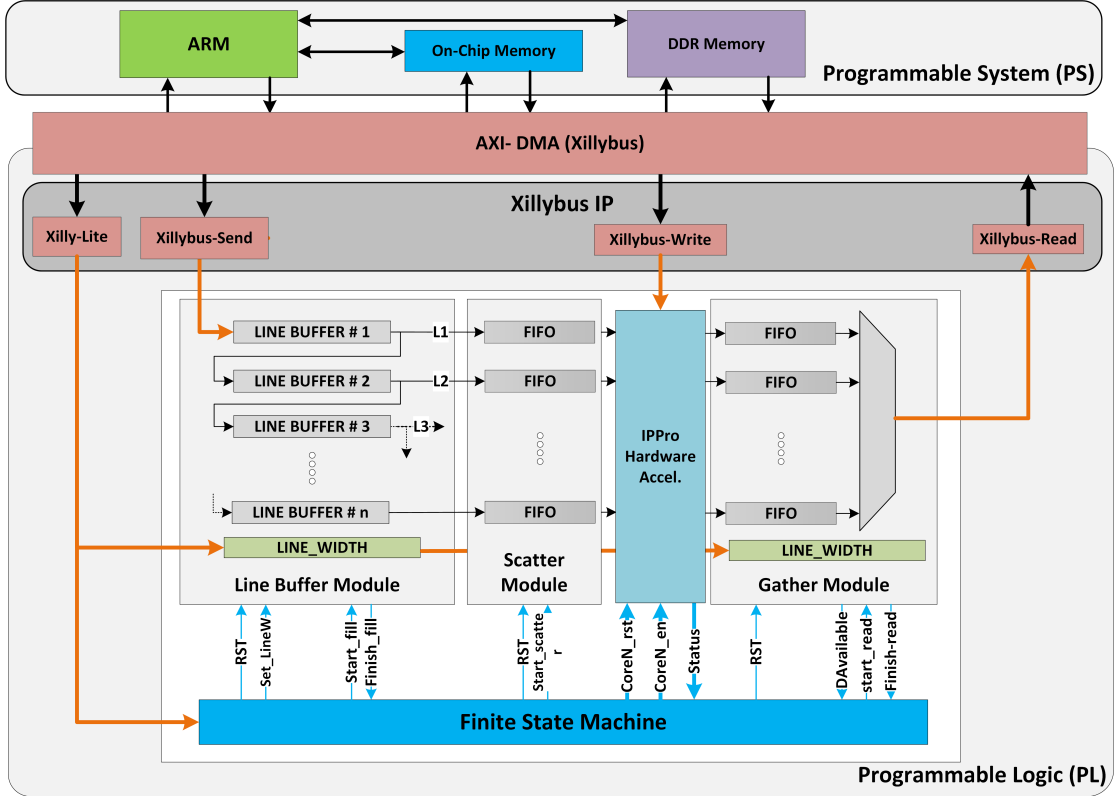 ARM
On-Chip Memory
DDR Memory
Programmable System (PS)
AXI- DMA (Xillybus)
Xillybus IP
Xilly-Lite
Xillybus-Send
Xillybus-Write
Xillybus-Read
LINE BUFFER # 1
L1
FIFO
FIFO
LINE BUFFER # 2
L2
FIFO
FIFO
LINE BUFFER # 3
L3
IPPro
Hardware
Accel.
LINE BUFFER # n
FIFO
FIFO
LINE_WIDTH
LINE_WIDTH
Line Buffer Module
Scatter
Module
Gather Module
RST
Set_LineW
Start_fill
Finish_fill
RST
Start_scatte
r
CoreN_rst
CoreN_en
Status
RST
DAvailable
start_read
Finish-read
Finite State Machine
Programmable Logic (PL)